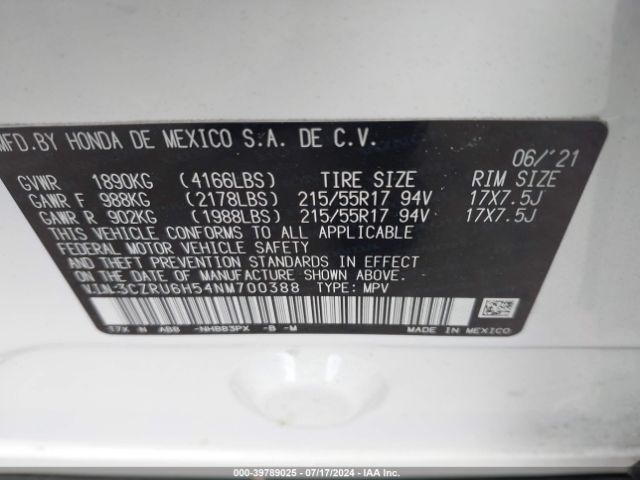 MFD.BY HONDA DE MEXICO S.A. DE C.V.
06/'21
GVWR 1890KG (4166LBS) TIRE SIZE RIM SIZE
GAWR F 988KG (2178LBS) 215/55R17 94V 17X7.5J
GAWR R 902KG (1988LBS) 215/55R17 94V 17X7.5J
THIS VEHICLE CONFORMS TO ALL APPLICABLE
FEDERAL MOTOR VEHICLE SAFETY
AND THEFT PREVENTION STANDARDS IN EFFECT
ON THE DATE OF MANUFACTURE SHOWN ABOVE.
V.I.N.:3CZRU6H54NM700388 TYPE: MPV
T7X N ABB -NH883PX -B -M
MADE IN MEXICO
000-39789025 / 07/17/2024 / IAA Inc.